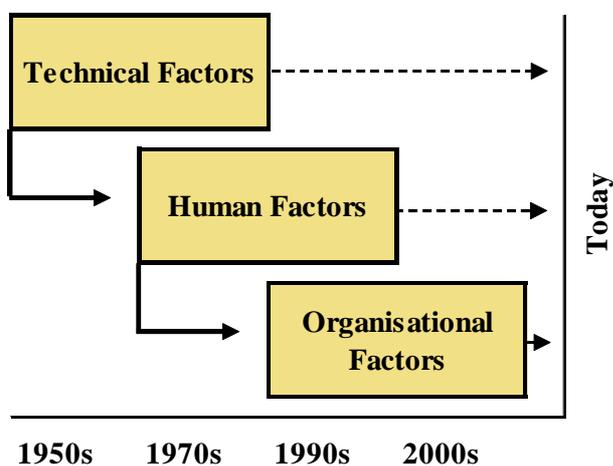 Technical Factors
Human Factors
Organisational
Factors
Today
1950s 1970s 1990s 2000s